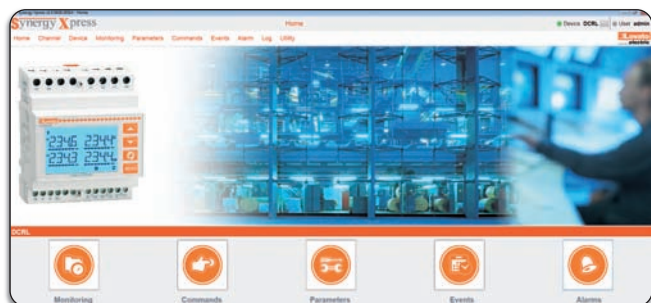 Synergy Xpress
Home
Device DCRL
User admin
Home Channel Device Monitoring Parameters Commands Events Alarm Log Utility
Lovato
electric
DCRL
Monitoring Commands Parameters Events Alarms